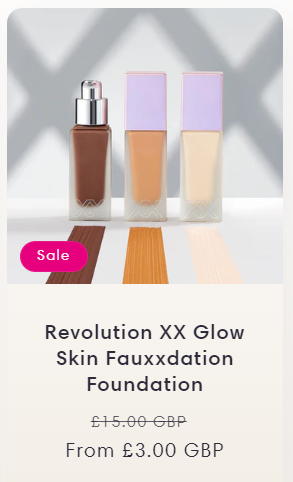 Sale
Revolution XX Glow
Skin Fauxxdation
Foundation
£15.00 GBP
From £3.00 GBP